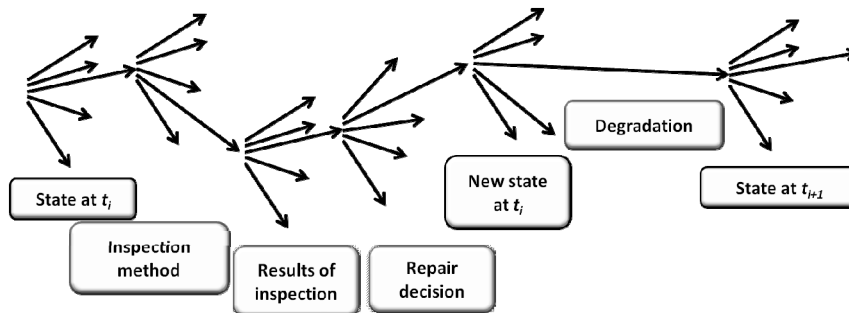 State at tᵢ
Inspection
method
Results of
inspection
Repair
decision
New state
at tᵢ
Degradation
State at tᵢ₊₁